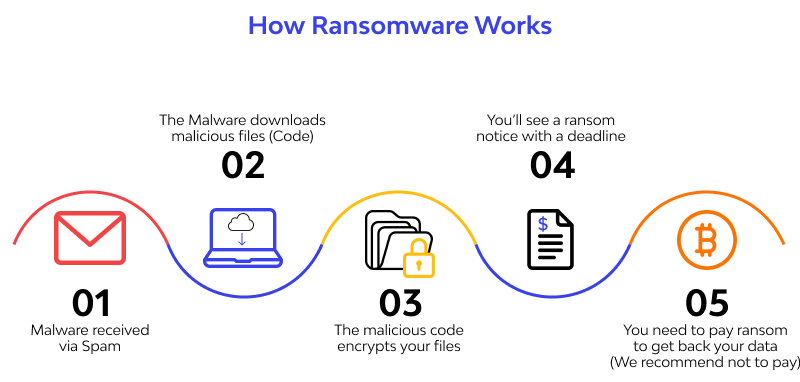 How Ransomware Works
01
Malware received
via Spam
The Malware downloads
malicious files (Code)
02
03
The malicious code
encrypts your files
You'll see a ransom
notice with a deadline
04
$
05
You need to pay ransom
to get back your data
(We recommend not to pay)